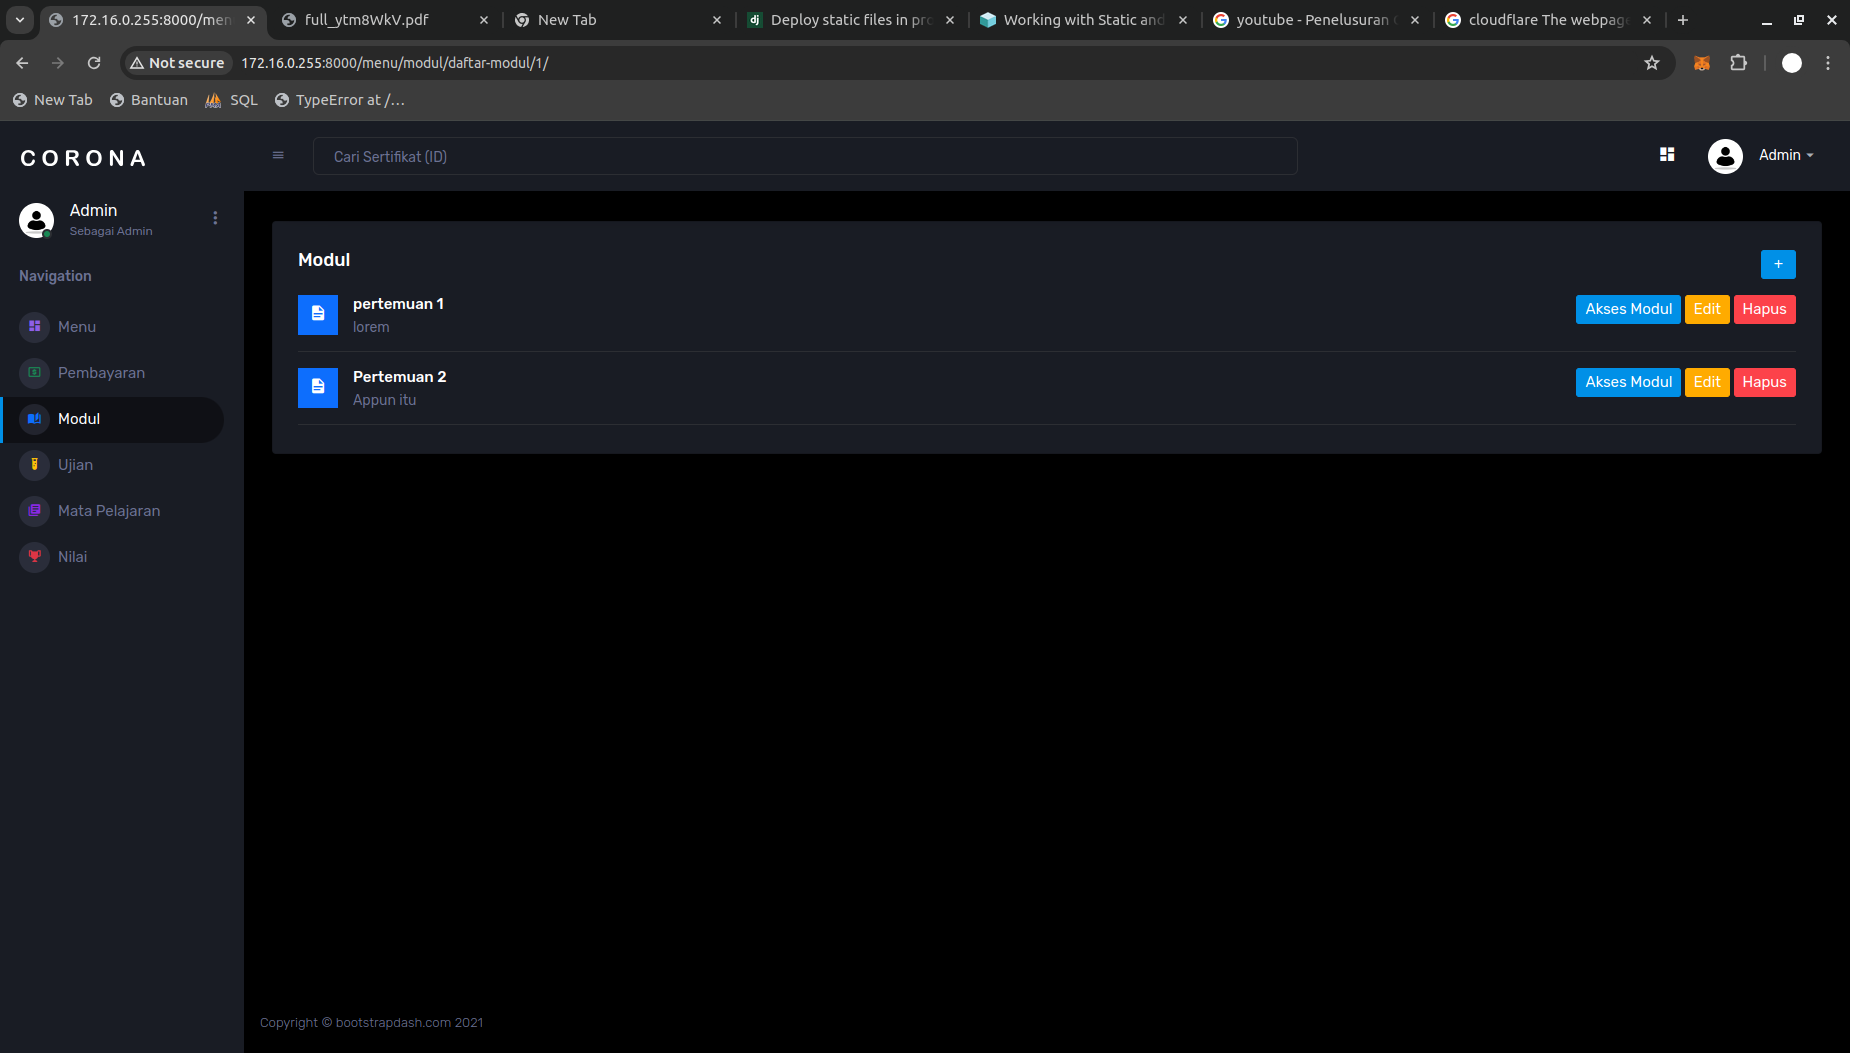 172.16.0.255:8000/men
full_ytm8WkV.pdf
New Tab
Deploy static files in pro
Working with Static and
youtube - Penelusuran
cloudflare The webpage
Not secure
172.16.0.255:8000/menu/modul/daftar-modul/1/
New Tab
Bantuan
SQL
TypeError at /...
CORONA
Cari Sertifikat (ID)
Admin
Admin
Sebagai Admin
Navigation
Menu
Pembayaran
Modul
Ujian
Mata Pelajaran
Nilai
Modul
+
pertemuan 1
lorem
Akses Modul
Edit
Hapus
Pertemuan 2
Appun itu
Akses Modul
Edit
Hapus
Copyright © bootstrapdash.com 2021